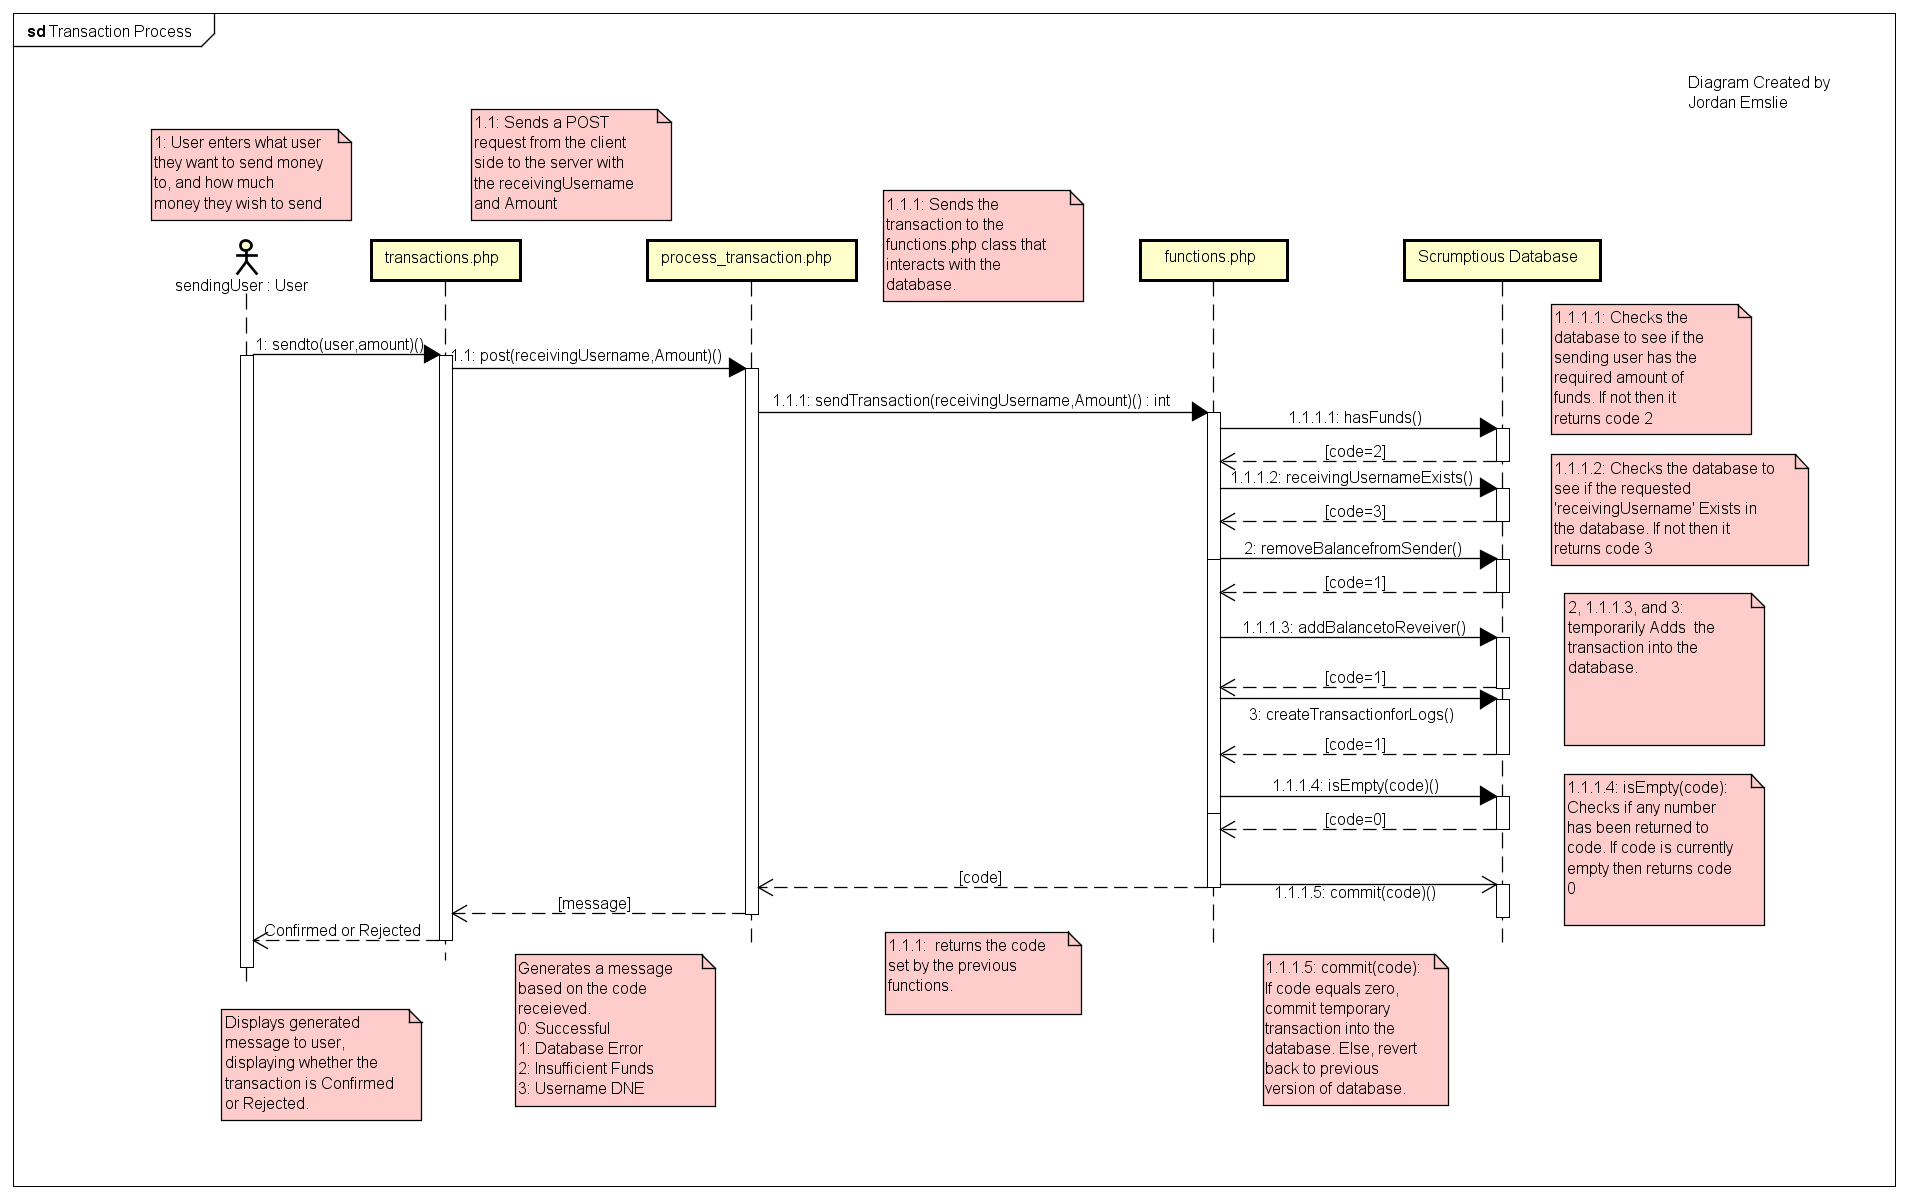 sd Transaction Process
Diagram Created by
Jordan Emslie
1: User enters what user
they want to send money
to, and how much
money they wish to send
1.1: Sends a POST
request from the client
side to the server with
the receivingUsername
and Amount
1.1.1: Sends the
transaction to the
functions.php class that
interacts with the
database.
sendingUser : User
transactions.php
process_transaction.php
functions.php
Scrumptious Database
1: sendto(user,amount)()
1.1: post(receivingUsername,Amount)()
1.1.1: sendTransaction(receivingUsername,Amount)() : int
1.1.1.1: hasFunds()
[code=2]
1.1.1.2: receivingUsernameExists()
[code=3]
2: removeBalancefromSender()
[code=1]
1.1.1.3: addBalancetoReveiver()
[code=1]
3: createTransactionforLogs()
[code=1]
1.1.1.4: isEmpty(code)()
[code=0]
1.1.1.5: commit(code)()
[code]
[message]
Confirmed or Rejected
1.1.1.1: Checks the
database to see if the
sending user has the
required amount of
funds. If not then it
returns code 2
1.1.1.2: Checks the database to
see if the requested
'receivingUsername' Exists in
the database. If not then it
returns code 3
2, 1.1.1.3, and 3:
temporarily Adds  the
transaction into the
database.
1.1.1.4: isEmpty(code):
Checks if any number
has been returned to
code. If code is currently
empty then returns code
0
Displays generated
message to user,
displaying whether the
transaction is Confirmed
or Rejected.
Generates a message
based on the code
receieved.
0: Successful
1: Database Error
2: Insufficient Funds
3: Username DNE
1.1.1:  returns the code
set by the previous
functions.
1.1.1.5: commit(code):
If code equals zero,
commit temporary
transaction into the
database. Else, revert
back to previous
version of database.